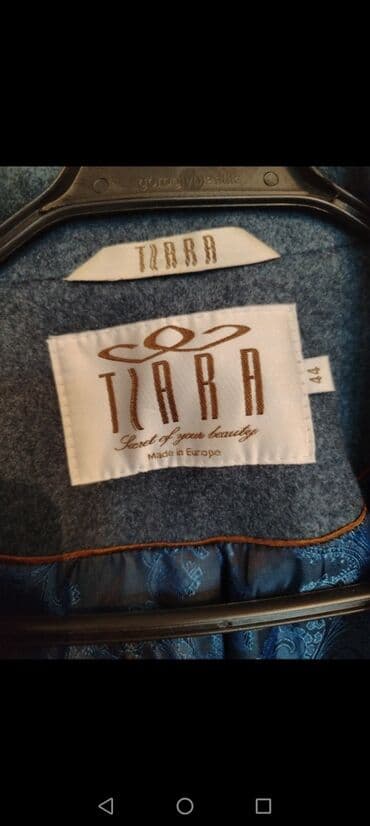 TIARA
TIARA
Secret of your beauty
Made in Europe
44